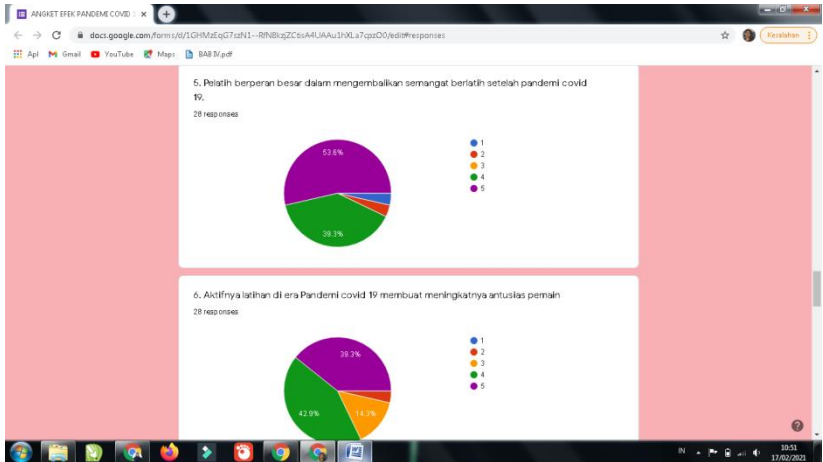 ANGKET EFEK PANDEMI COVID :
docs.google.com/forms/d/1GHMzEqG7szN1--RfN8kzjZCtisA4UAAu1hXLa7cpzO0/edit#responses
Kesalahan
Apl Gmail YouTube Maps BAB IV.pdf
5. Pelatih berperan besar dalam mengembalikan semangat berlatih setelah pandemi covid
19.
28 responses
53.6%
39.3%
1
2
3
4
5
6. Aktifnya latihan di era Pandemi covid 19 membuat meningkatnya antusias pemain
28 responses
39.3%
42.9%
14.3%
1
2
3
4
5
IN
10:51
17/02/2021